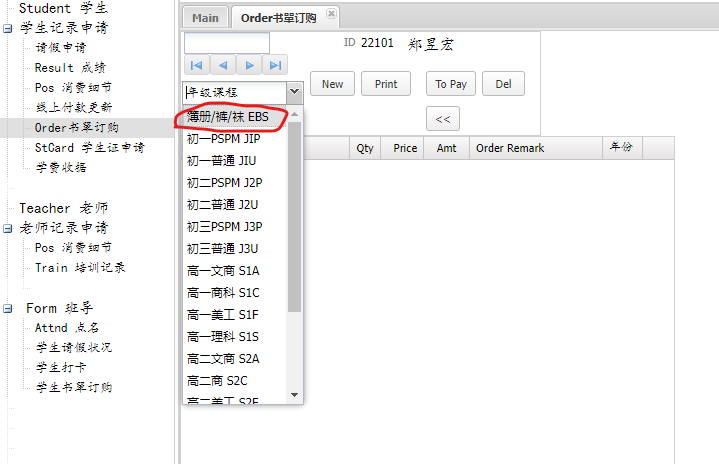 Student 学生
学生记录申请
请假申请
Result 成绩
Pos 消费细节
线上付款更新
Order书單订购
StCard 学生证申请
学费收据
Teacher 老师
老师记录申请
Pos 消费细节
Train 培训记录
Form 班导
Attnd 点名
学生请假状况
学生打卡
学生书單订购
Main Order书單订购
ID 22101 郑昱宏
New Print To Pay Del
<<
年级课程
Qty Price Amt Order Remark 年份
簿册/裤/袜 EBS
初一PSPM JIP
初一普通 JIU
初二PSPM J2P
初二普通 J2U
初三PSPM J3P
初三普通 J3U
高一文商 S1A
高一商科 S1C
高一美工 S1F
高一理科 S1S
高二文商 S2A
高二商 S2C
高二美工 S2F